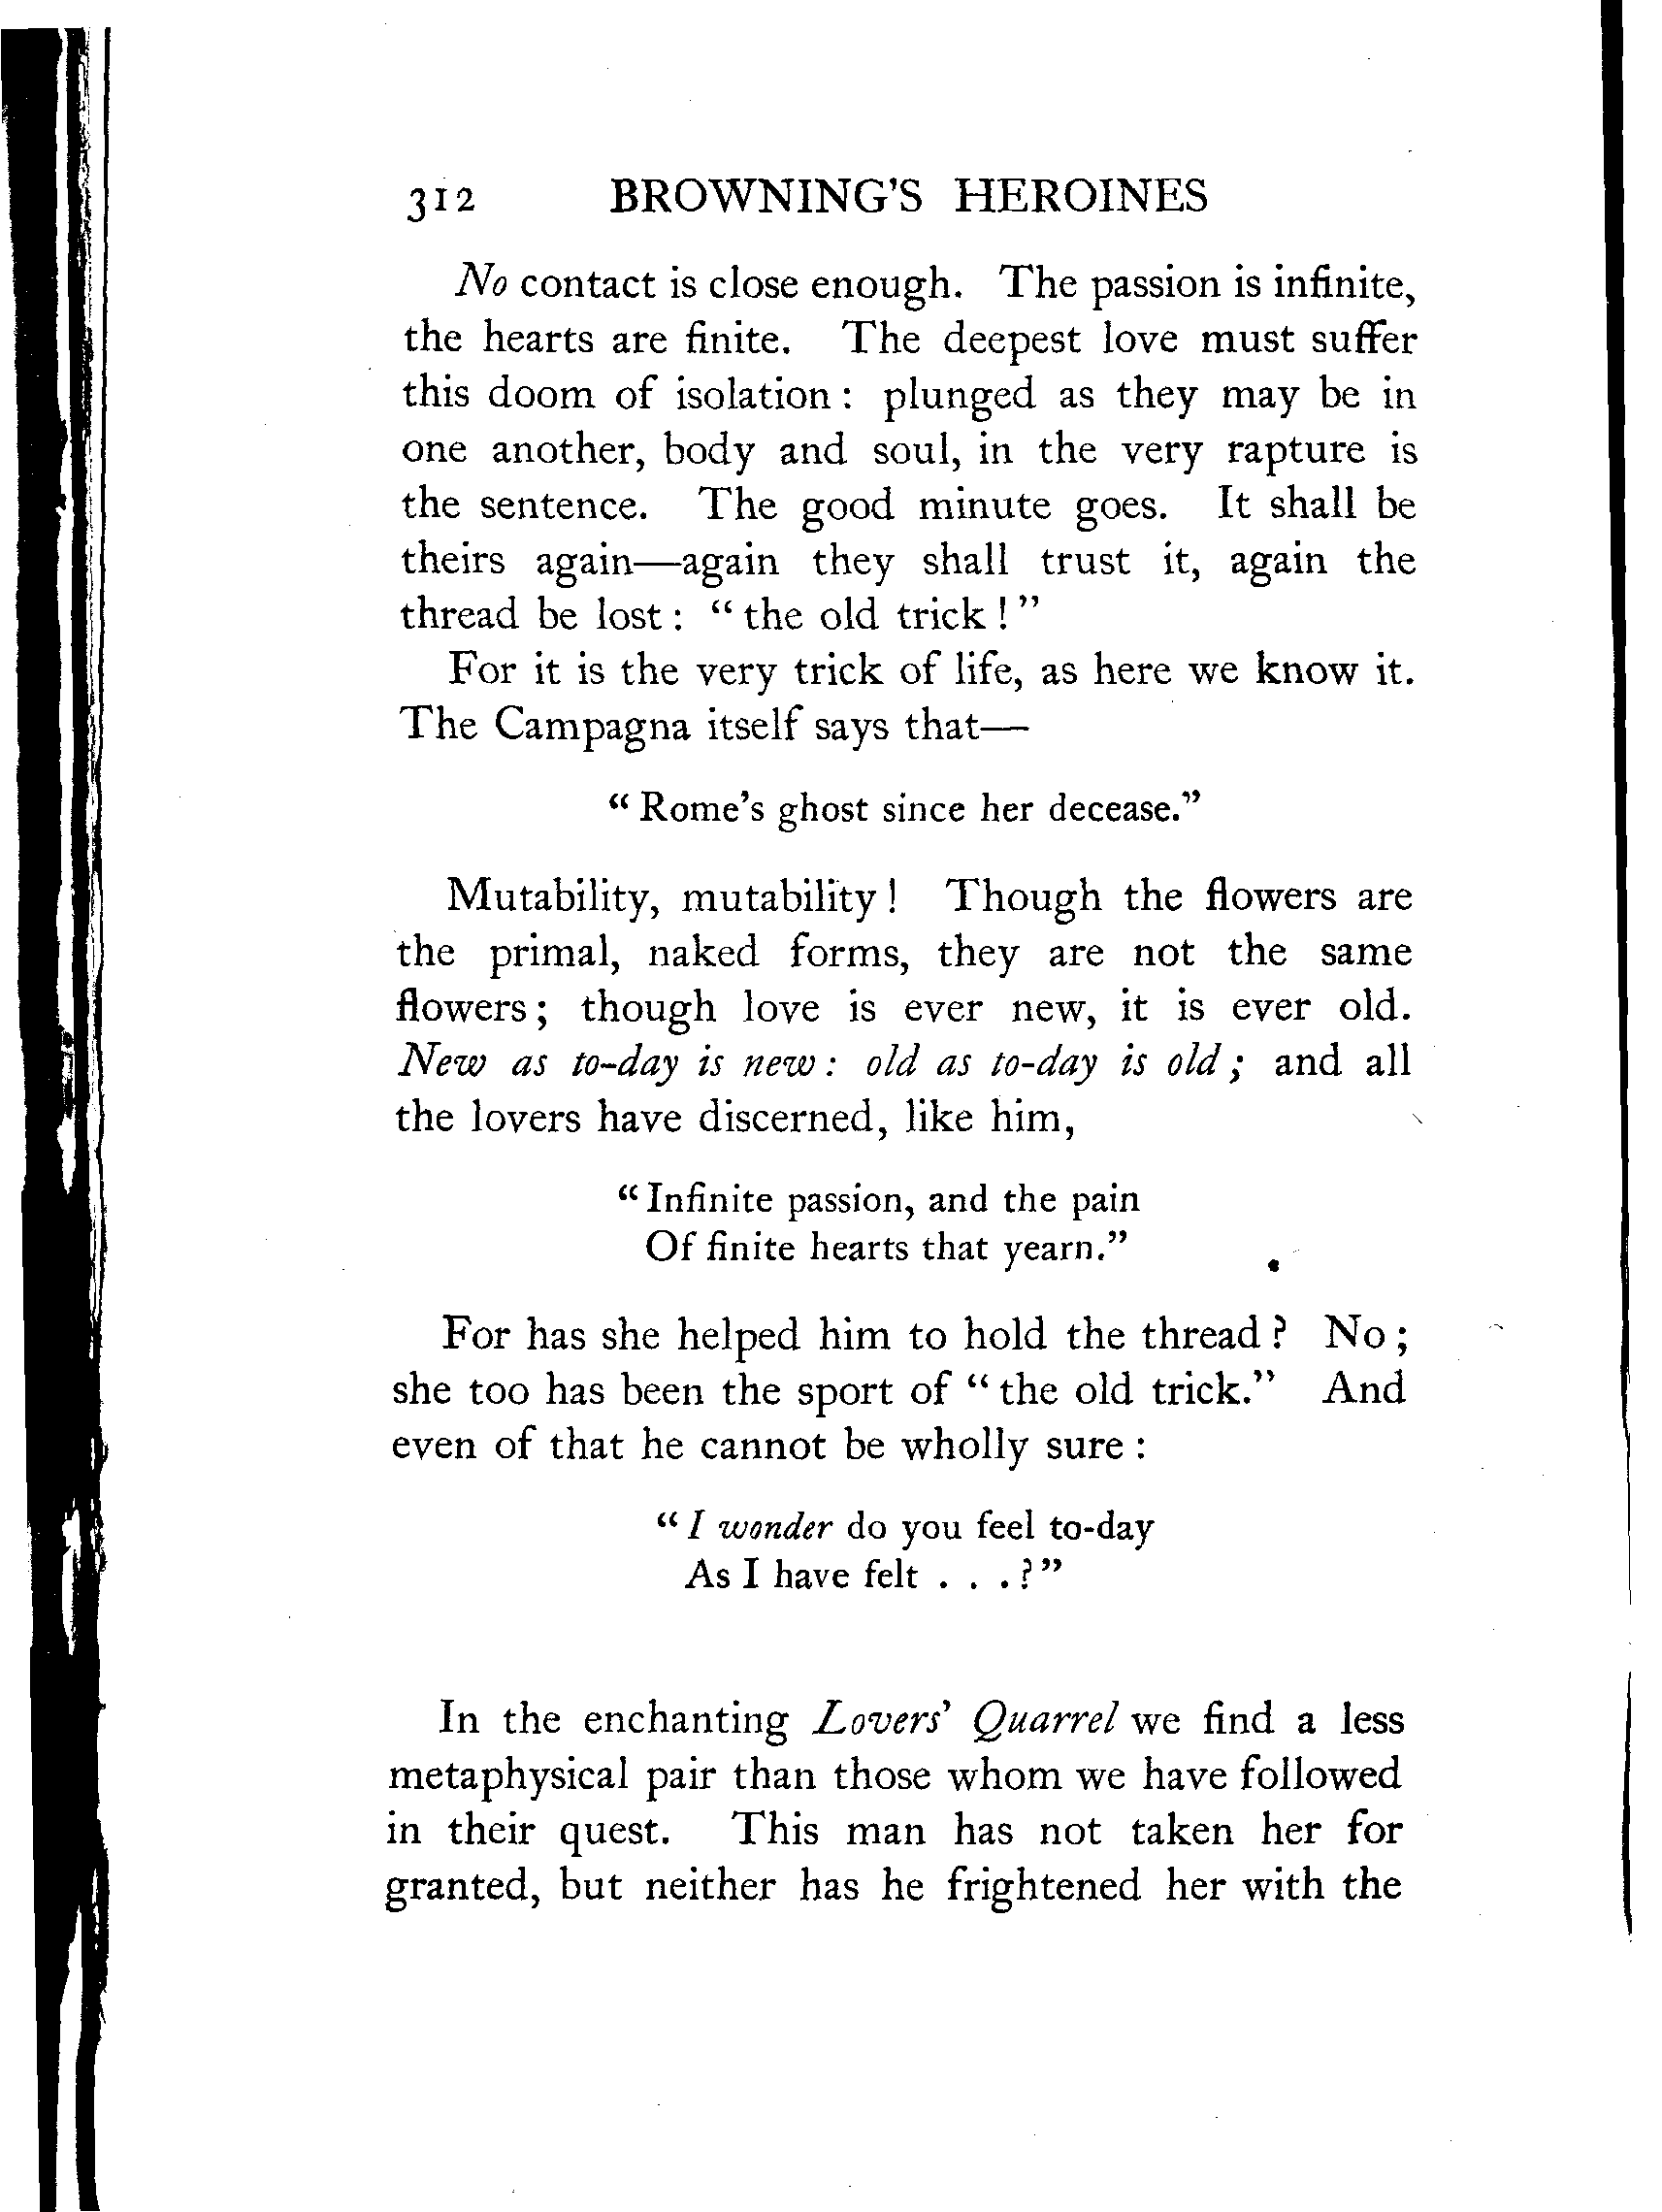 312 BROWNING'S HEROINES
No contact is close enough. The passion is infinite,
the hearts are finite. The deepest love must suffer
this doom of isolation : plunged as they may be in
one another, body and soul, in the very rapture is
the sentence. The good minute goes. It shall be
theirs again—again they shall trust it, again the
thread be lost : “ the old trick ! ”
For it is the very trick of life, as here we know it.
The Campagna itself says that—
“ Rome's ghost since her decease.”
Mutability, mutability ! Though the flowers are
the primal, naked forms, they are not the same
flowers ; though love is ever new, it is ever old.
New as to-day is new : old as to-day is old ; and all
the lovers have discerned, like him,
“ Infinite passion, and the pain
Of finite hearts that yearn.”
For has she helped him to hold the thread ? No ;
she too has been the sport of “ the old trick.” And
even of that he cannot be wholly sure :
“ I wonder do you feel to-day
As I have felt . . . ? ”
In the enchanting Lovers' Quarrel we find a less
metaphysical pair than those whom we have followed
in their quest. This man has not taken her for
granted, but neither has he frightened her with the